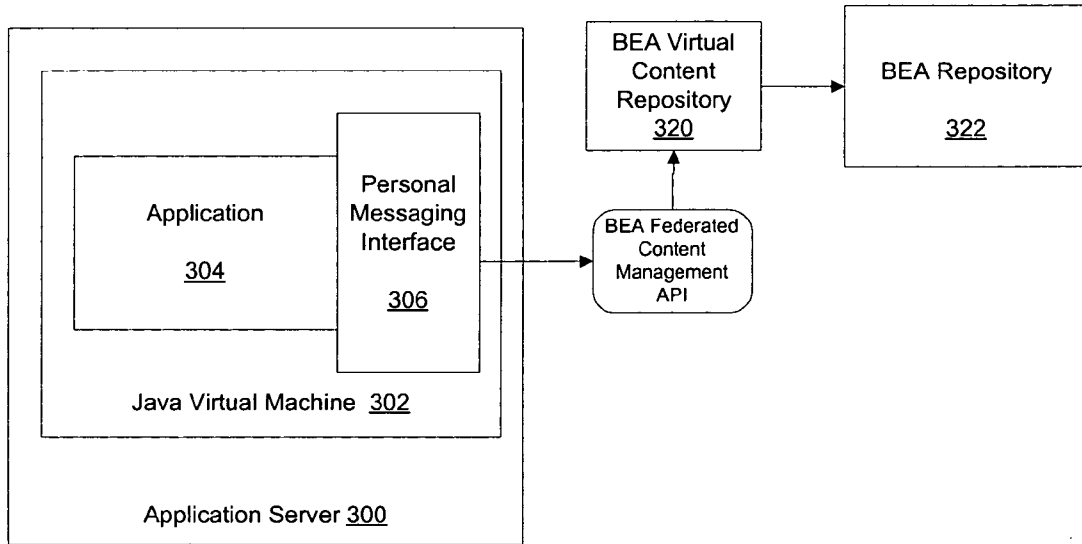 BEA Virtual
Content
Repository
320
BEA Repository
322
Application
304
Personal
Messaging
Interface
306
BEA Federated
Content
Management
API
Java Virtual Machine 302
Application Server 300